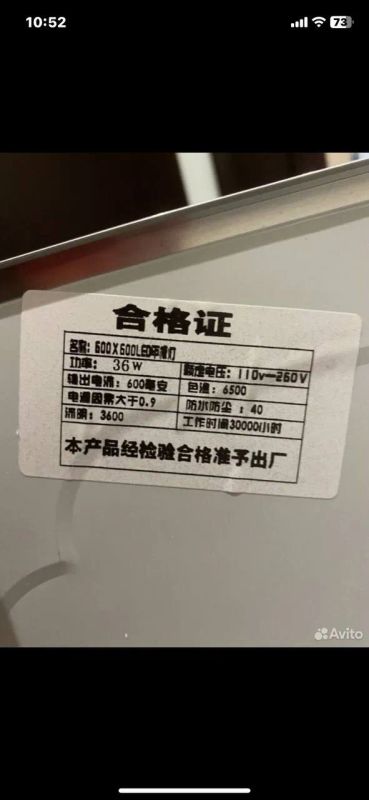 10:52
73
合格证
名称: 600X600LED平板灯
功率: 36W
额定电压: 110v—260V
输出电流: 600毫安
色温: 6500
电源因素大于0.9
防水防尘: 40
流明: 3600
工作时间30000小时
本产品经检验合格准予出厂
Avito